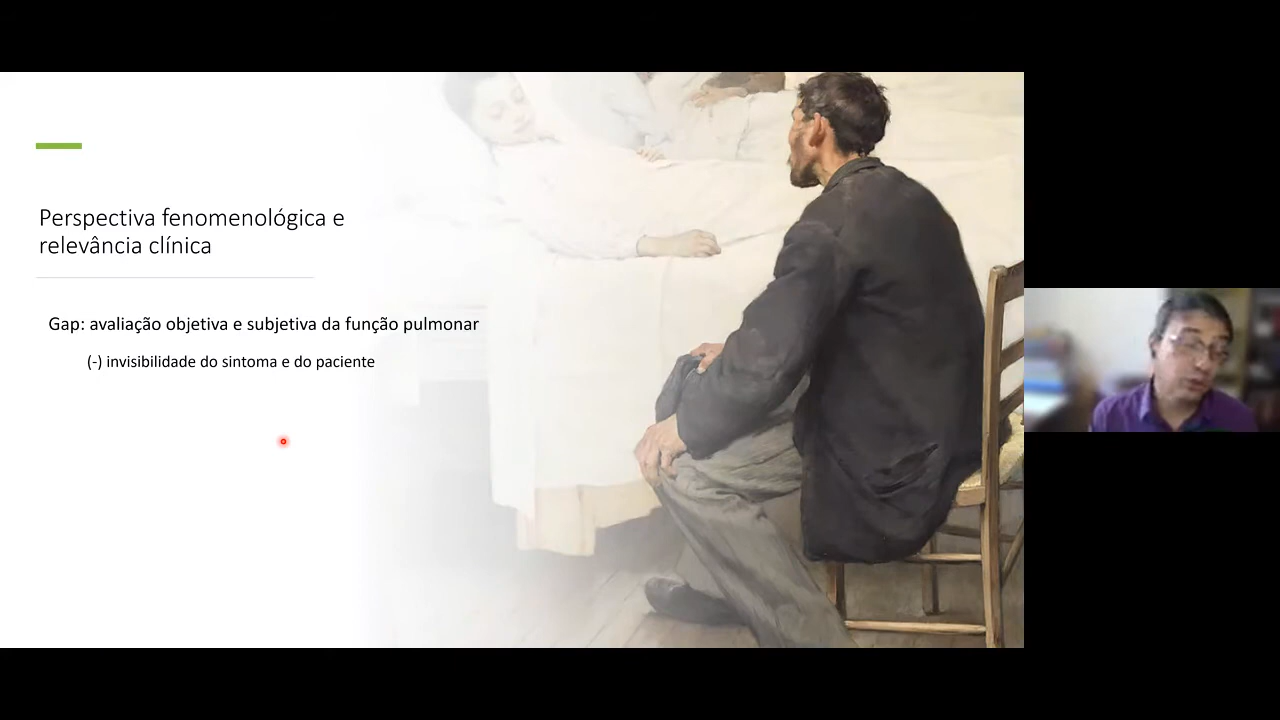 Perspectiva fenomenológica e
relevância clínica
Gap: avaliação objetiva e subjetiva da função pulmonar
(-) invisibilidade do sintoma e do paciente